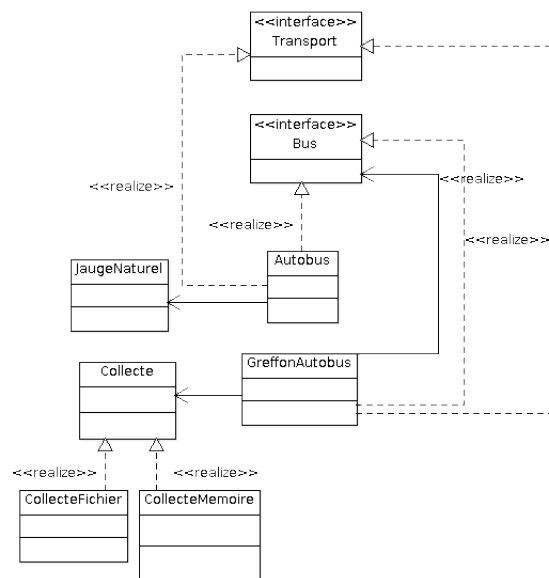 <<interface>>
Transport
<<interface>>
Bus
<<realize>>
<<realize>>
<<realize>>
<<realize>>
Autobus
JaugeNaturel
GreffonAutobus
Collecte
<<realize>>
<<realize>>
CollecteFichier
CollecteMemoire